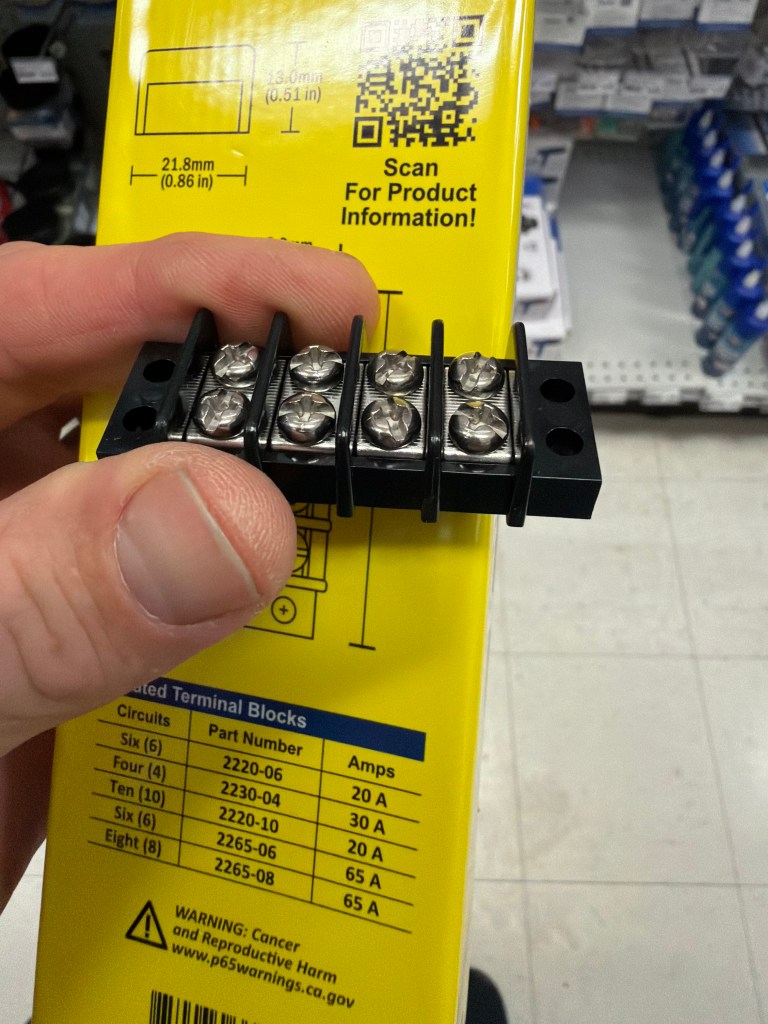 13.0mm
(0.51 in)
21.8mm
(0.86 in)
Scan
For Product
Information!
Terminal Blocks
Circuits Part Number Amps
Six (6) 2220-06 20 A
Four (4) 2230-04 30 A
Ten (10) 2220-10 20 A
Six (6) 2265-06 65 A
Eight (8) 2265-08 65 A
WARNING: Cancer
and Reproductive Harm
www.p65warnings.ca.gov